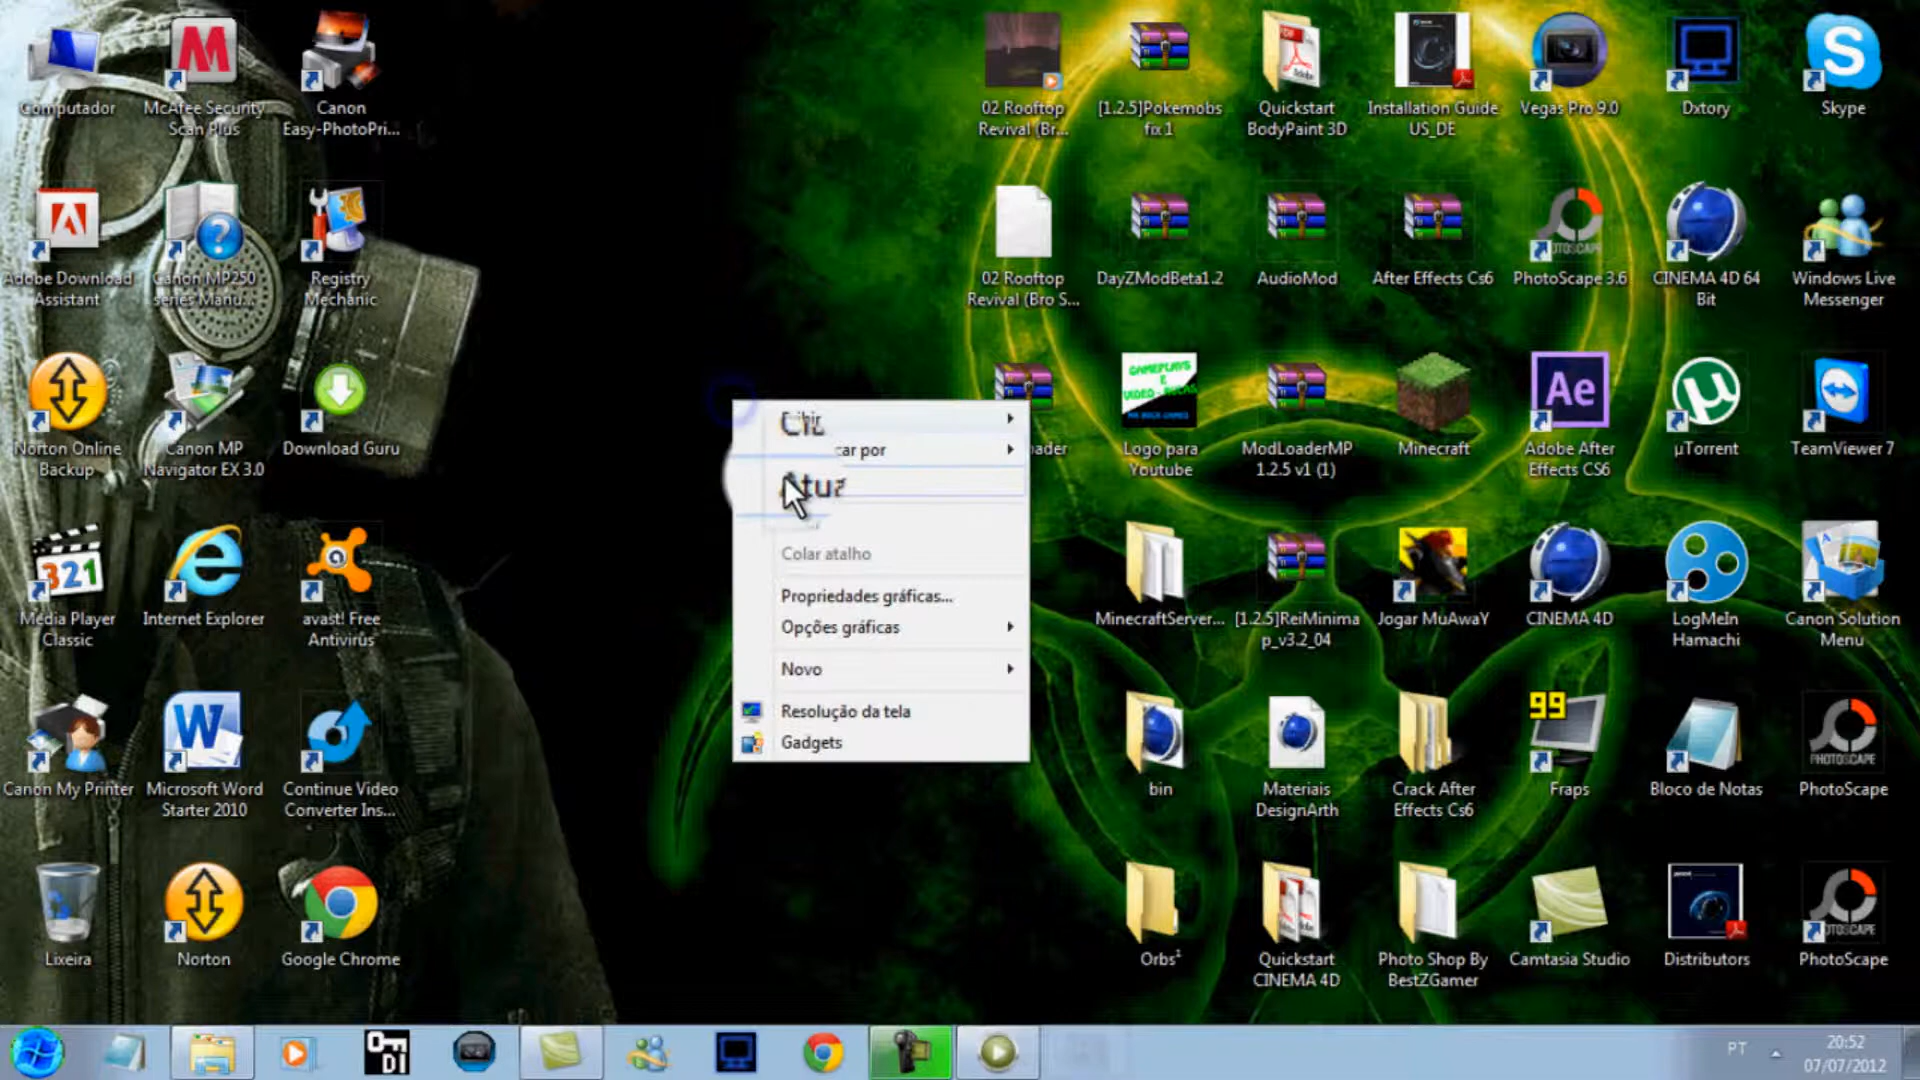 Computador
McAfee Security
Scan Plus
Canon
Easy-PhotoPri...
02 Rooftop
Revival (Br...
[1.2.5]Pokemobs
fix 1
Quickstart
BodyPaint 3D
Installation Guide
US_DE
Vegas Pro 9.0
Dxtory
Skype
Adobe Download
Assistant
Canon MP250
series Manu...
Registry
Mechanic
02 Rooftop
Revival (Bro S...
DayZModBeta1.2
AudioMod
After Effects Cs6
PhotoScape 3.6
CINEMA 4D 64
Bit
Windows Live
Messenger
Norton Online
Backup
Canon MP
Navigator EX 3.0
Download Guru
GAMEPLAYS
E
Logo para
Youtube
ModLoaderMP
1.2.5 v1 (1)
Minecraft
Ae
Adobe After
Effects CS6
µTorrent
TeamViewer 7
car por
Colar atalho
Propriedades gráficas...
Opções gráficas
Novo
Resolução da tela
Gadgets
321
Media Player
Classic
Internet Explorer
avast! Free
Antivirus
MinecraftServer...
[1.2.5]ReiMinima
p_v3.2_04
Jogar MuAwaY
CINEMA 4D
LogMeIn
Hamachi
Canon Solution
Menu
Canon My Printer
Microsoft Word
Starter 2010
Continue Video
Converter Ins...
bin
Materiais
DesignArth
Crack After
Effects Cs6
99
Fraps
Bloco de Notas
PHOTOSCAPE
PhotoScape
Lixeira
Norton
Google Chrome
Orbs¹
Quickstart
CINEMA 4D
Photo Shop By
BestZGamer
Camtasia Studio
Distributors
PhotoScape
PT
20:52
07/07/2012